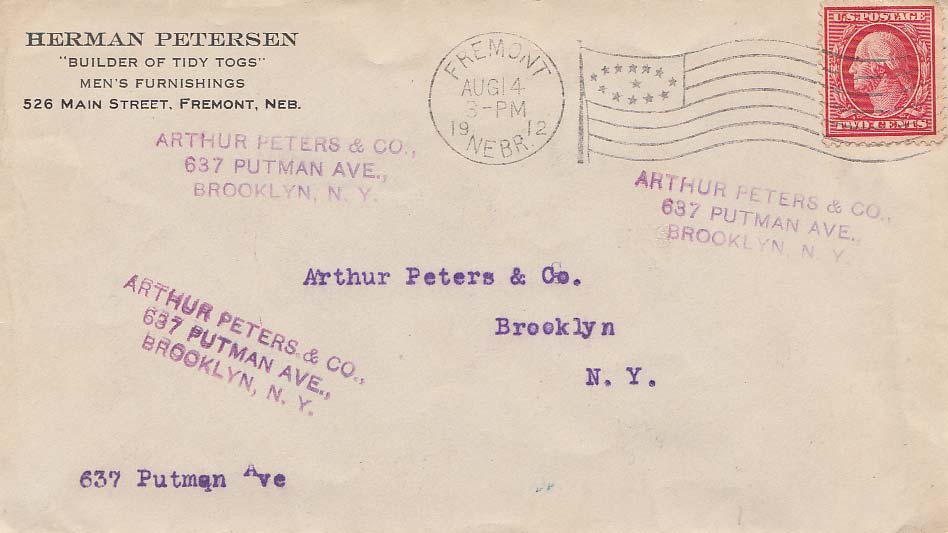 HERMAN PETERSEN
"BUILDER OF TIDY TOGS"
MEN'S FURNISHINGS
526 MAIN STREET, FREMONT, NEB.
FREMONT
AUG 14
3-PM
19 12
NEBR.
U.S. POSTAGE
TWO CENTS
ARTHUR PETERS & CO.,
637 PUTMAN AVE.,
BROOKLYN, N. Y.
ARTHUR PETERS & CO.,
637 PUTMAN AVE.,
BROOKLYN, N. Y.
Arthur Peters & Co.
Brooklyn
N. Y.
ARTHUR PETERS & CO.,
637 PUTMAN AVE.,
BROOKLYN, N. Y.
637 Putman Ave